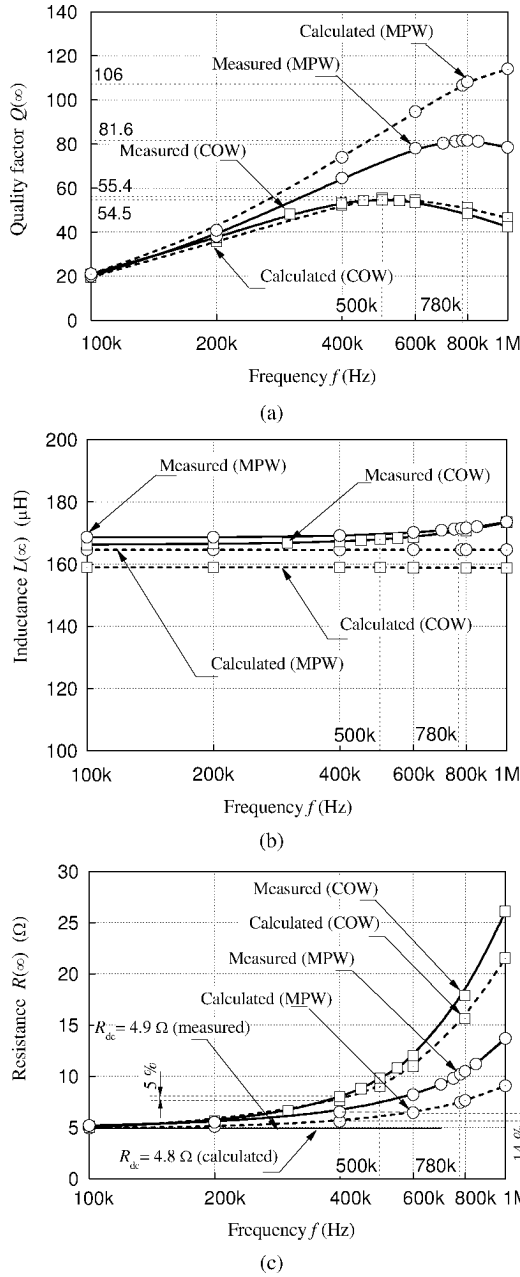 140
120
100
80
60
40
20
0
Quality factor Q(∞)
106
81.6
55.4
54.5
Calculated (MPW)
Measured (MPW)
Measured (COW)
Calculated (COW)
500k
780k
100k
200k
400k
600k
800k
1M
Frequency f (Hz)
(a)
200
180
160
140
120
100
Inductance L(∞) (μH)
Measured (MPW)
Measured (COW)
Calculated (COW)
Calculated (MPW)
500k
780k
100k
200k
400k
600k
800k
1M
Frequency f (Hz)
(b)
30
25
20
15
10
5
0
Resistance R(∞) (Ω)
Measured (COW)
Calculated (COW)
Measured (MPW)
Calculated (MPW)
Rdc= 4.9 Ω (measured)
5 %
Rdc= 4.8 Ω (calculated)
500k
780k
14 %
100k
200k
400k
600k
800k
1M
Frequency f (Hz)
(c)